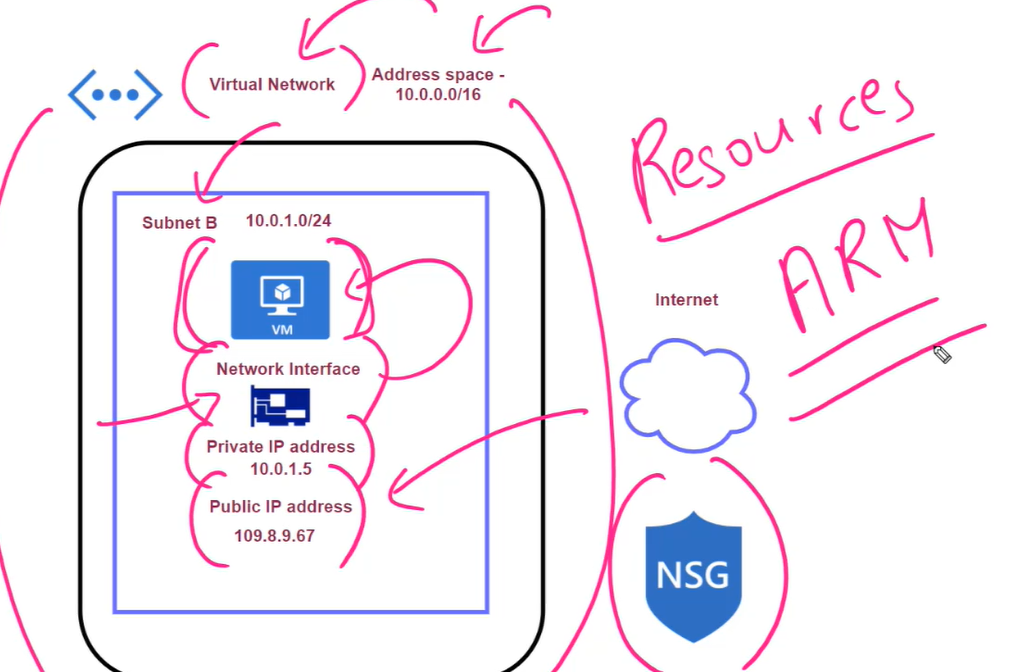 Virtual Network
Address space -
10.0.0.0/16
Resources
Subnet B
10.0.1.0/24
ARM
VM
Internet
Network Interface
Private IP address
10.0.1.5
Public IP address
109.8.9.67
NSG